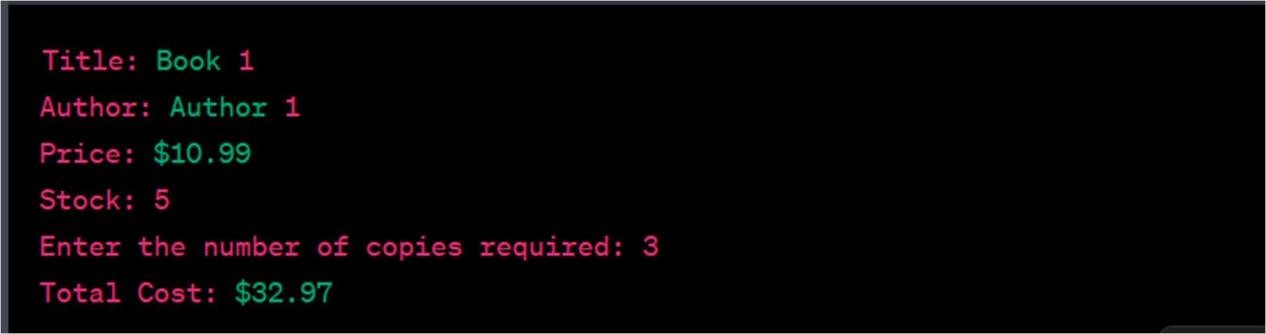 Title: Book 1
Author: Author 1
Price: $10.99
Stock: 5
Enter the number of copies required: 3
Total Cost: $32.97